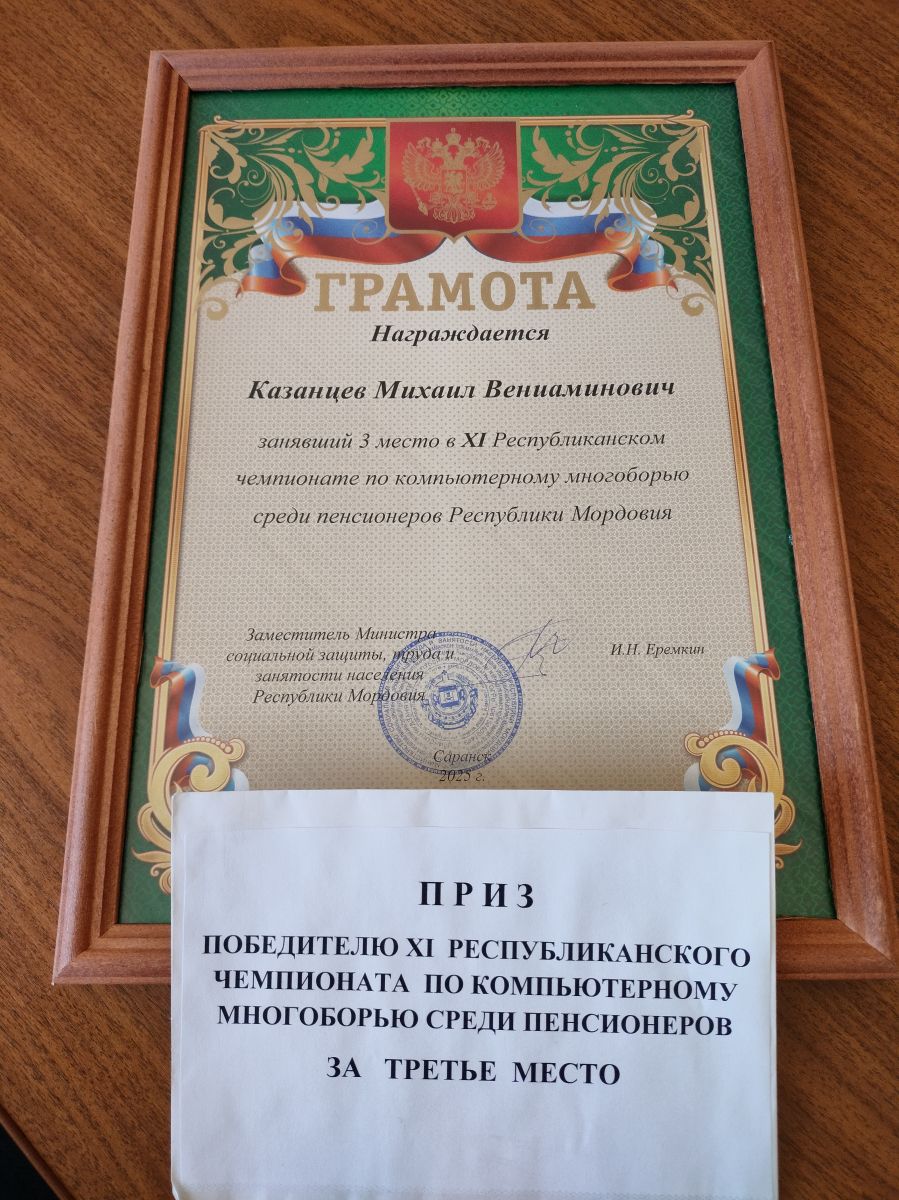 ГРАМОТА
Награждается
Казанцев Михаил Вениаминович
занявший 3 место в XI Республиканском
чемпионате по компьютерному многоборью
среди пенсионеров Республики Мордовия
Заместитель Министра
социальной защиты, труда и
занятости населения
Республики Мордовия
И.Н. Еремкин
Саранск
2025 г.
ПРИЗ
ПОБЕДИТЕЛЮ XI РЕСПУБЛИКАНСКОГО
ЧЕМПИОНАТА ПО КОМПЬЮТЕРНОМУ
МНОГОБОРЬЮ СРЕДИ ПЕНСИОНЕРОВ
ЗА ТРЕТЬЕ МЕСТО